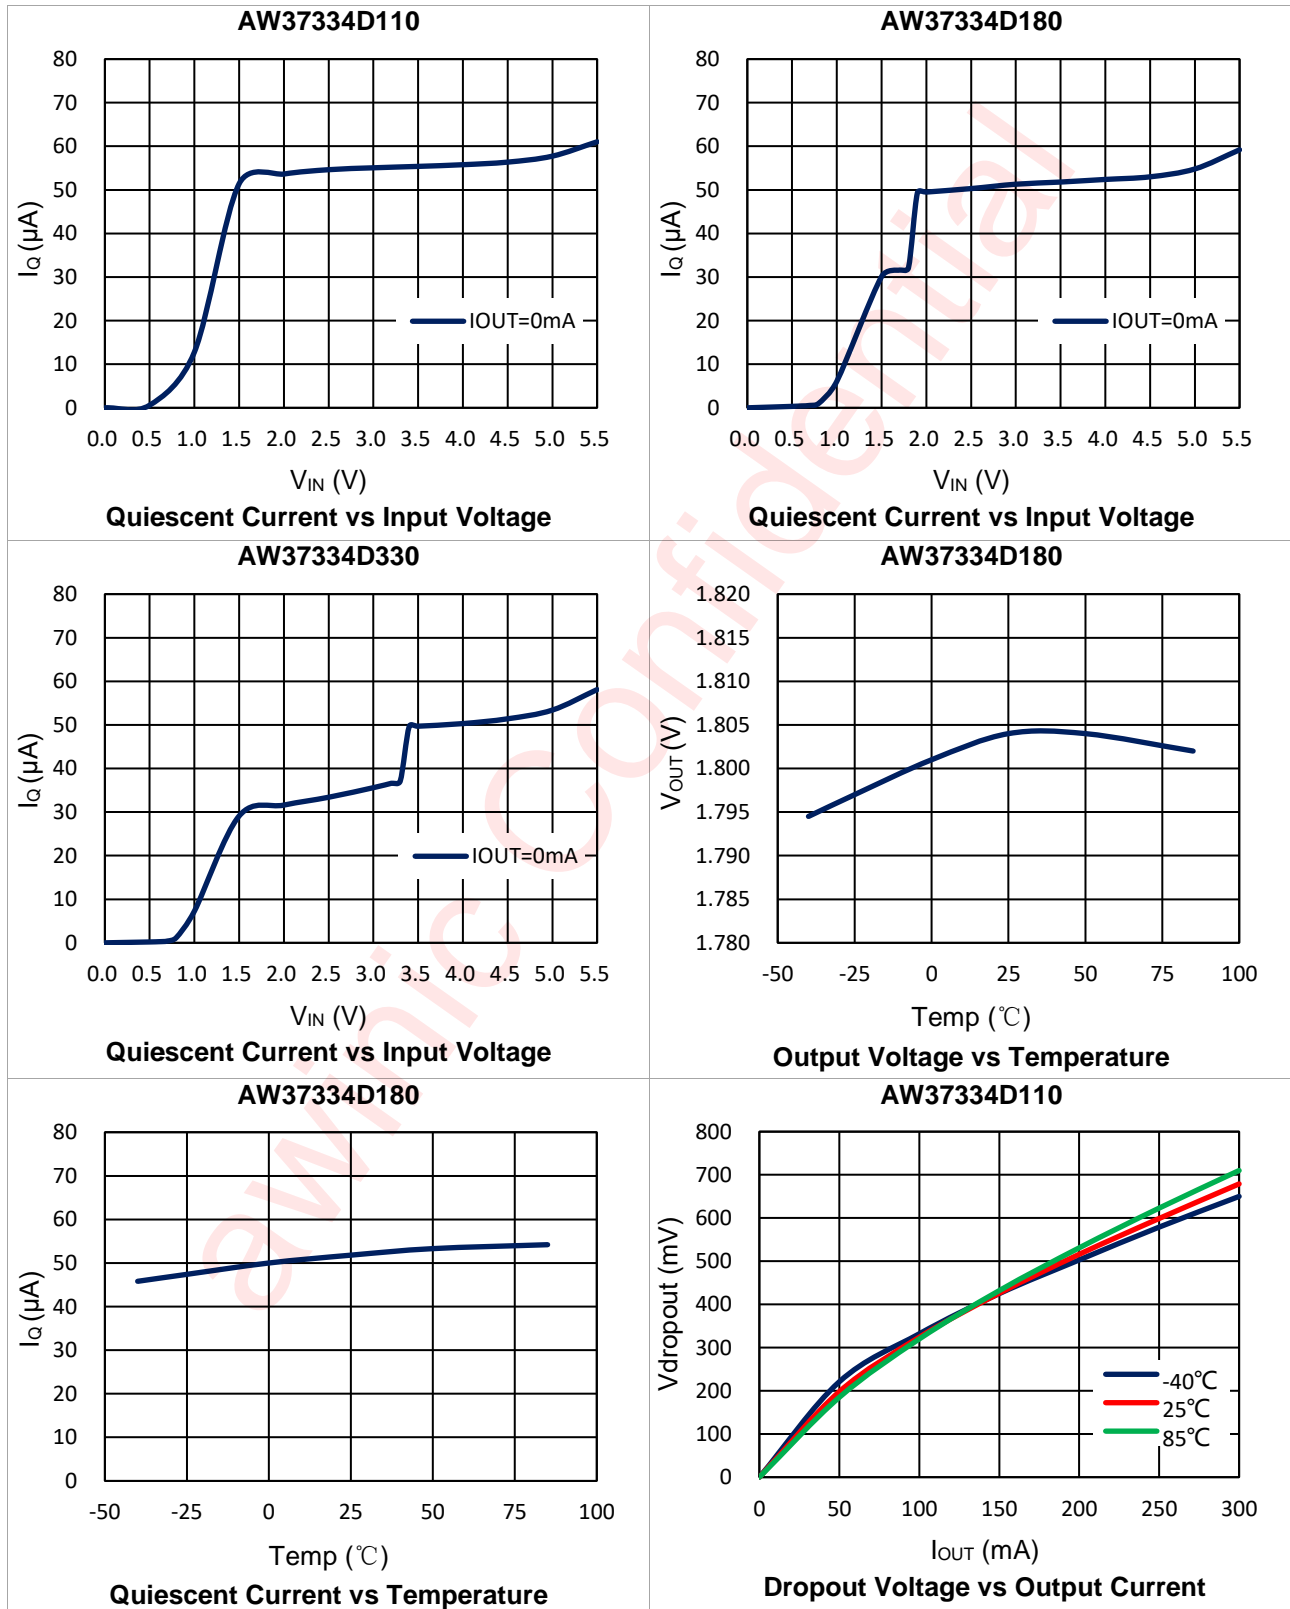 AW37334D110
80
70
60
50
40
30
20
10
0
IQ (µA)
IOUT=0mA
0.0 0.5 1.0 1.5 2.0 2.5 3.0 3.5 4.0 4.5 5.0 5.5
VIN (V)
Quiescent Current vs Input Voltage
AW37334D180
80
70
60
50
40
30
20
10
0
IQ (µA)
IOUT=0mA
0.0 0.5 1.0 1.5 2.0 2.5 3.0 3.5 4.0 4.5 5.0 5.5
VIN (V)
Quiescent Current vs Input Voltage
AW37334D330
80
70
60
50
40
30
20
10
0
IQ (µA)
IOUT=0mA
0.0 0.5 1.0 1.5 2.0 2.5 3.0 3.5 4.0 4.5 5.0 5.5
VIN (V)
Quiescent Current vs Input Voltage
AW37334D180
1.820
1.815
1.810
1.805
1.800
1.795
1.790
1.785
1.780
VOUT (V)
-50 -25 0 25 50 75 100
Temp (℃)
Output Voltage vs Temperature
AW37334D180
80
70
60
50
40
30
20
10
0
IQ (µA)
-50 -25 0 25 50 75 100
Temp (℃)
Quiescent Current vs Temperature
AW37334D110
800
700
600
500
400
300
200
100
0
Vdropout (mV)
-40℃
25℃
85℃
0 50 100 150 200 250 300
IOUT (mA)
Dropout Voltage vs Output Current
awinic Confidential